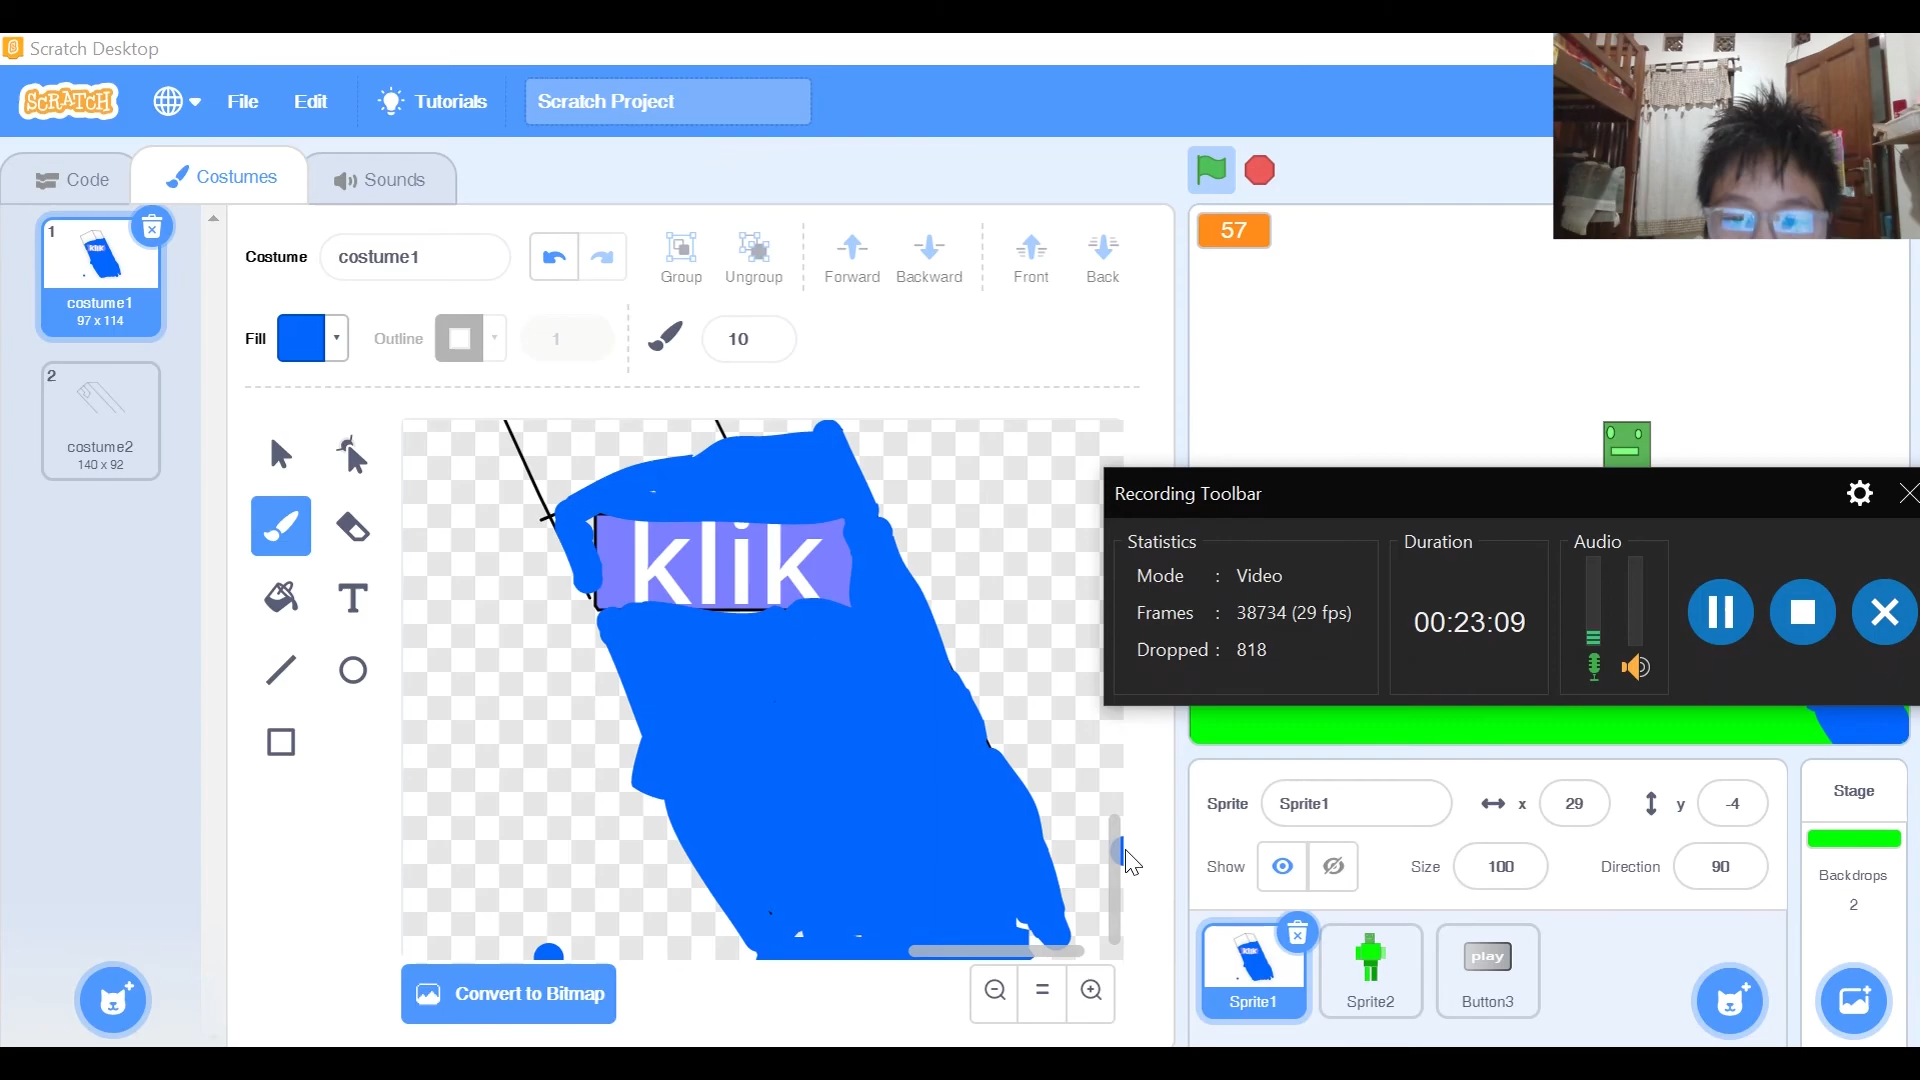 Scratch Desktop
SCRATCH
File
Edit
Tutorials
Scratch Project
Code
Costumes
Sounds
57
1
klik
costume1
97 x 114
2
costume2
140 x 92
Costume
costume1
Group
Ungroup
Forward
Backward
Front
Back
Fill
Outline
1
10
T
klik
Convert to Bitmap
Recording Toolbar
Statistics
Mode : Video
Frames : 38734 (29 fps)
Dropped : 818
Duration
00:23:09
Audio
Sprite
Sprite1
x
29
y
-4
Show
Size
100
Direction
90
klik
Sprite1
Sprite2
play
Button3
Stage
Backdrops
2